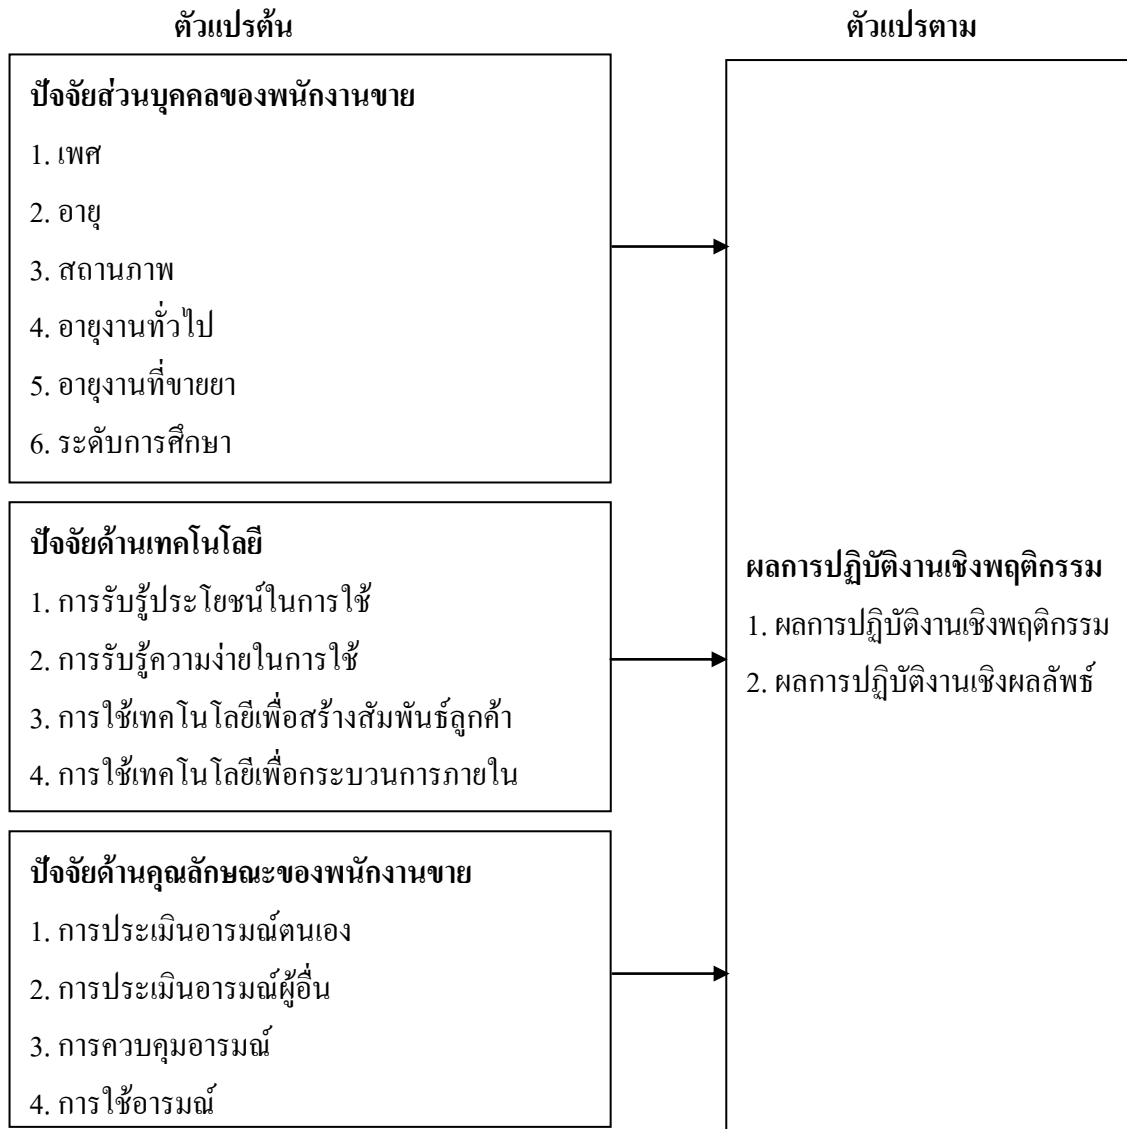 ตัวแปรต้น
ตัวแปรตาม
ปัจจัยส่วนบุคคลของพนักงานขาย
1. เพศ
2. อายุ
3. สถานภาพ
4. อายุงานทั่วไป
5. อายุงานที่ขายยา
6. ระดับการศึกษา
ปัจจัยด้านเทคโนโลยี
1. การรับรู้ประโยชน์ในการใช้
2. การรับรู้ความง่ายในการใช้
3. การใช้เทคโนโลยีเพื่อสร้างสัมพันธ์ลูกค้า
4. การใช้เทคโนโลยีเพื่อกระบวนการภายใน
ปัจจัยด้านคุณลักษณะของพนักงานขาย
1. การประเมินอารมณ์ตนเอง
2. การประเมินอารมณ์ผู้อื่น
3. การควบคุมอารมณ์
4. การใช้อารมณ์
ผลการปฏิบัติงานเชิงพฤติกรรม
1. ผลการปฏิบัติงานเชิงพฤติกรรม
2. ผลการปฏิบัติงานเชิงผลลัพธ์